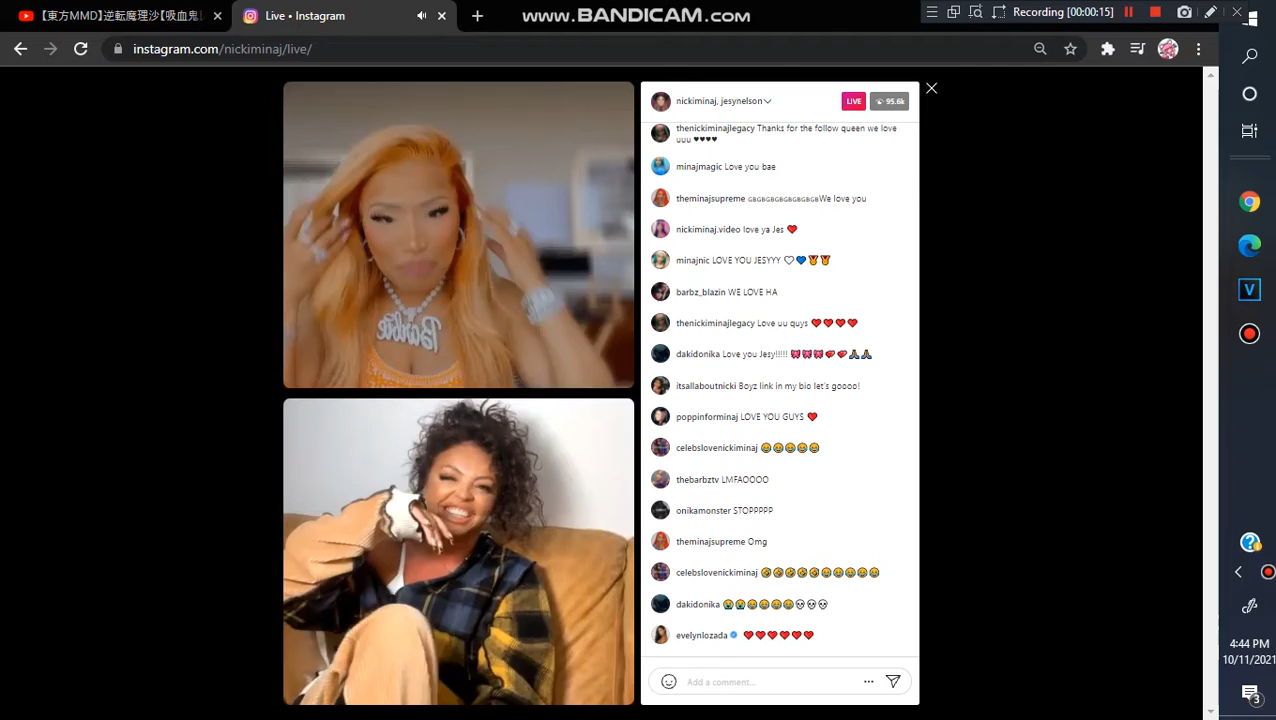 【東方MMD】逆転魔理沙【吸血鬼
Live • Instagram
www.BANDICAM.com
Recording [00:00:15]
instagram.com/nickiminaj/live/
nickiminaj, jesynelson
LIVE
95.6k
thenickiminajlegacy Thanks for the follow queen we love
uuu ♥♥♥♥
minajmagic Love you bae
theminajsupreme GBGBGBGBGBGBGBGBWe love you
nickiminaj.video love ya Jes ❤
minajnic LOVE YOU JESYYY 🤍💙🥇🥇
barbz_blazin WE LOVE HA
thenickiminajlegacy Love uu guys ❤❤❤❤
dakidonika Love you Jesy!!!!!
itsallaboutnicki Boyz link in my bio let's goooo!
poppinforminaj LOVE YOU GUYS ❤
celebslovenickiminaj 😂😂😂😂😂
thebarbztv LMFAOOOO
onikamonster STOPPPPP
theminajsupreme Omg
celebslovenickiminaj 🤣🤣🤣🤣🤣😂😂😂😂😂
dakidonika 😭😭😂😂😂😂💀💀💀
evelynlozada ❤❤❤❤❤❤
Add a comment...
Barbie
4:44 PM
10/11/2021
3